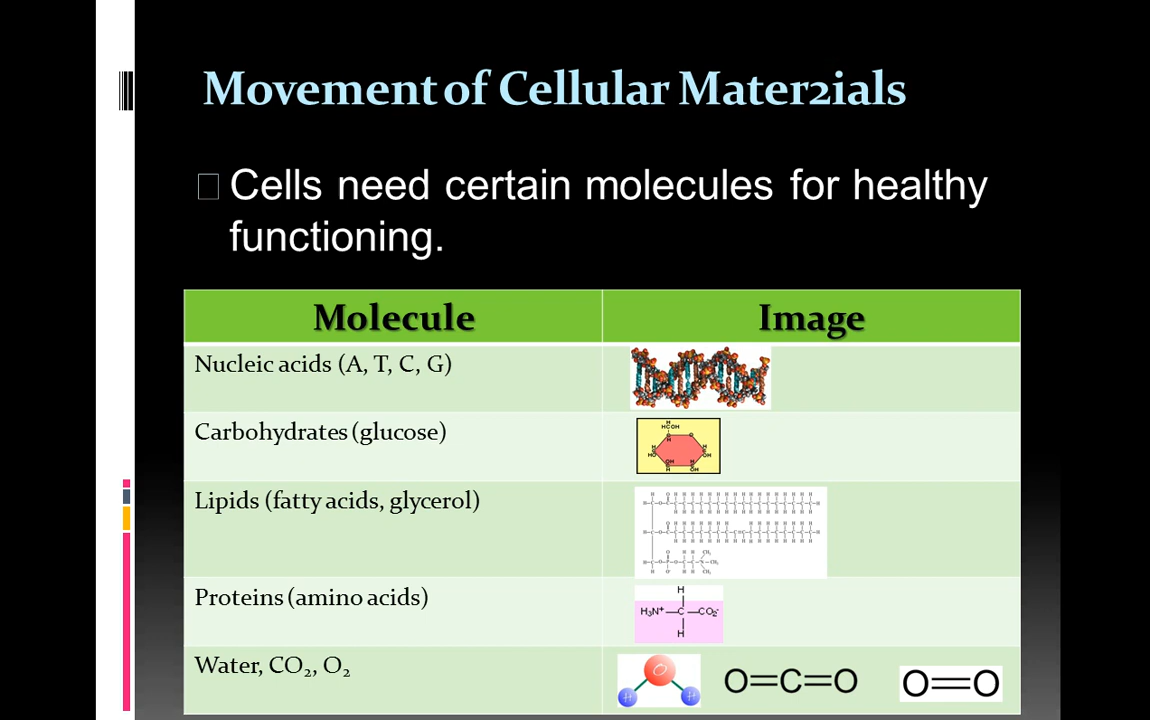 Movement of Cellular Mater2ials
Cells need certain molecules for healthy
functioning.
Molecule Image
Nucleic acids (A, T, C, G)
Carbohydrates (glucose)
Lipids (fatty acids, glycerol)
Proteins (amino acids)
H
H₃N⁺—C—CO₂⁻
H
Water, CO₂, O₂
O H H O=C=O O=O